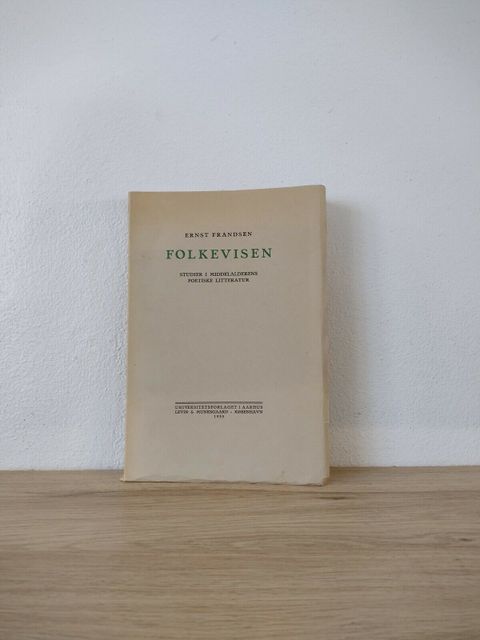 ERNST FRANDSEN
FOLKEVISEN
STUDIER I MIDDELALDERENS
POETISKE LITTERATUR
UNIVERSITETSFORLAGET I AARHUS
LEVIN & MUNKSGAARD - KØBENHAVN